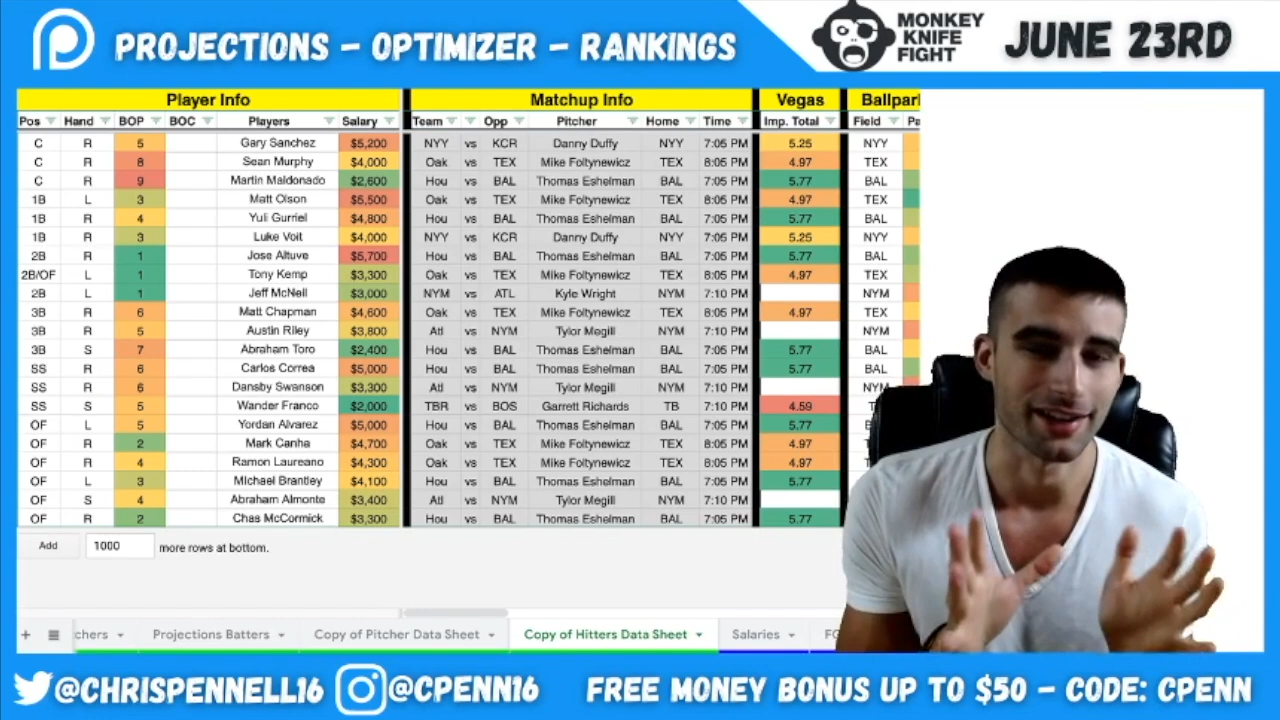 PROJECTIONS - OPTIMIZER - RANKINGS
MONKEY
KNIFE
FIGHT
JUNE 23RD
Player Info Matchup Info Vegas Ballpar
Pos Hand BOP BOC Players Salary Team Opp Pitcher Home Time Imp. Total Field Pa
C R 5 Gary Sanchez $5,200 NYY vs KCR Danny Duffy NYY 7:05 PM 5.25 NYY
C R 8 Sean Murphy $4,000 Oak vs TEX Mike Foltynewicz TEX 8:05 PM 4.97 TEX
C R 9 Martin Maldonado $2,600 Hou vs BAL Thomas Eshelman BAL 7:05 PM 5.77 BAL
1B L 3 Matt Olson $5,500 Oak vs TEX Mike Foltynewicz TEX 8:05 PM 4.97 TEX
1B R 4 Yuli Gurriel $4,800 Hou vs BAL Thomas Eshelman BAL 7:05 PM 5.77 BAL
1B R 3 Luke Voit $4,000 NYY vs KCR Danny Duffy NYY 7:05 PM 5.25 NYY
2B R 1 Jose Altuve $5,700 Hou vs BAL Thomas Eshelman BAL 7:05 PM 5.77 BAL
2B/OF L 1 Tony Kemp $3,300 Oak vs TEX Mike Foltynewicz TEX 8:05 PM 4.97 TEX
2B L 1 Jeff McNeil $3,000 NYM vs ATL Kyle Wright NYM 7:10 PM NYM
3B R 6 Matt Chapman $4,600 Oak vs TEX Mike Foltynewicz TEX 8:05 PM 4.97 TEX
3B R 5 Austin Riley $3,800 Atl vs NYM Tylor Megill NYM 7:10 PM NYM
3B S 7 Abraham Toro $2,400 Hou vs BAL Thomas Eshelman BAL 7:05 PM 5.77 BAL
SS R 6 Carlos Correa $5,000 Hou vs BAL Thomas Eshelman BAL 7:05 PM 5.77 BAL
SS R 6 Dansby Swanson $3,300 Atl vs NYM Tylor Megill NYM 7:10 PM NYM
SS S 5 Wander Franco $2,000 TBR vs BOS Garrett Richards TB 7:10 PM 4.59
OF L 5 Yordan Alvarez $5,000 Hou vs BAL Thomas Eshelman BAL 7:05 PM 5.77
OF R 2 Mark Canha $4,700 Oak vs TEX Mike Foltynewicz TEX 8:05 PM 4.97
OF R 4 Ramon Laureano $4,300 Oak vs TEX Mike Foltynewicz TEX 8:05 PM 4.97
OF L 3 Michael Brantley $4,100 Hou vs BAL Thomas Eshelman BAL 7:05 PM 5.77
OF S 4 Abraham Almonte $3,400 Atl vs NYM Tylor Megill NYM 7:10 PM
OF R 2 Chas McCormick $3,300 Hou vs BAL Thomas Eshelman BAL 7:05 PM 5.77
Add 1000 more rows at bottom.
+ chers Projections Batters Copy of Pitcher Data Sheet Copy of Hitters Data Sheet Salaries FG
@CHRISPENNELL16 @CPENN16 FREE MONEY BONUS UP TO $50 - CODE: CPENN